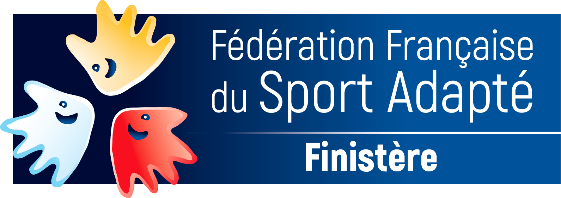 Fédération Française
du Sport Adapté
Finistère